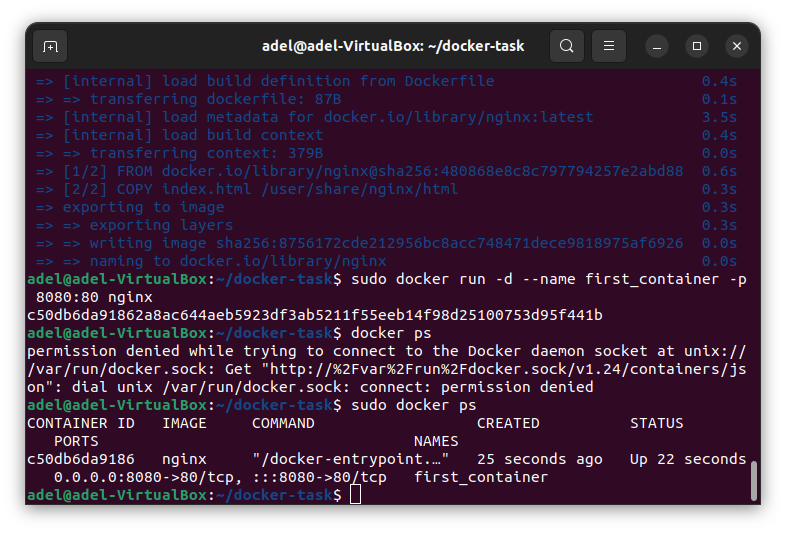 adel@adel-VirtualBox: ~/docker-task
=> [internal] load build definition from Dockerfile 0.4s
=> => transferring dockerfile: 87B 0.1s
=> [internal] load metadata for docker.io/library/nginx:latest 3.5s
=> [internal] load build context 0.4s
=> => transferring context: 379B 0.0s
=> [1/2] FROM docker.io/library/nginx@sha256:480868e8c8c797794257e2abd88 0.6s
=> [2/2] COPY index.html /user/share/nginx/html 0.3s
=> exporting to image 0.3s
=> => exporting layers 0.3s
=> => writing image sha256:8756172cde212956bc8acc748471dece9818975af6926 0.0s
=> => naming to docker.io/library/nginx 0.0s
adel@adel-VirtualBox:~/docker-task$ sudo docker run -d --name first_container -p
8080:80 nginx
c50db6da91862a8ac644aeb5923df3ab5211f55eeb14f98d25100753d95f441b
adel@adel-VirtualBox:~/docker-task$ docker ps
permission denied while trying to connect to the Docker daemon socket at unix://
/var/run/docker.sock: Get "http://%2Fvar%2Frun%2Fdocker.sock/v1.24/containers/js
on": dial unix /var/run/docker.sock: connect: permission denied
adel@adel-VirtualBox:~/docker-task$ sudo docker ps
CONTAINER ID IMAGE COMMAND CREATED STATUS
PORTS NAMES
c50db6da9186 nginx "/docker-entrypoint.…" 25 seconds ago Up 22 seconds
0.0.0.0:8080->80/tcp, :::8080->80/tcp first_container
adel@adel-VirtualBox:~/docker-task$